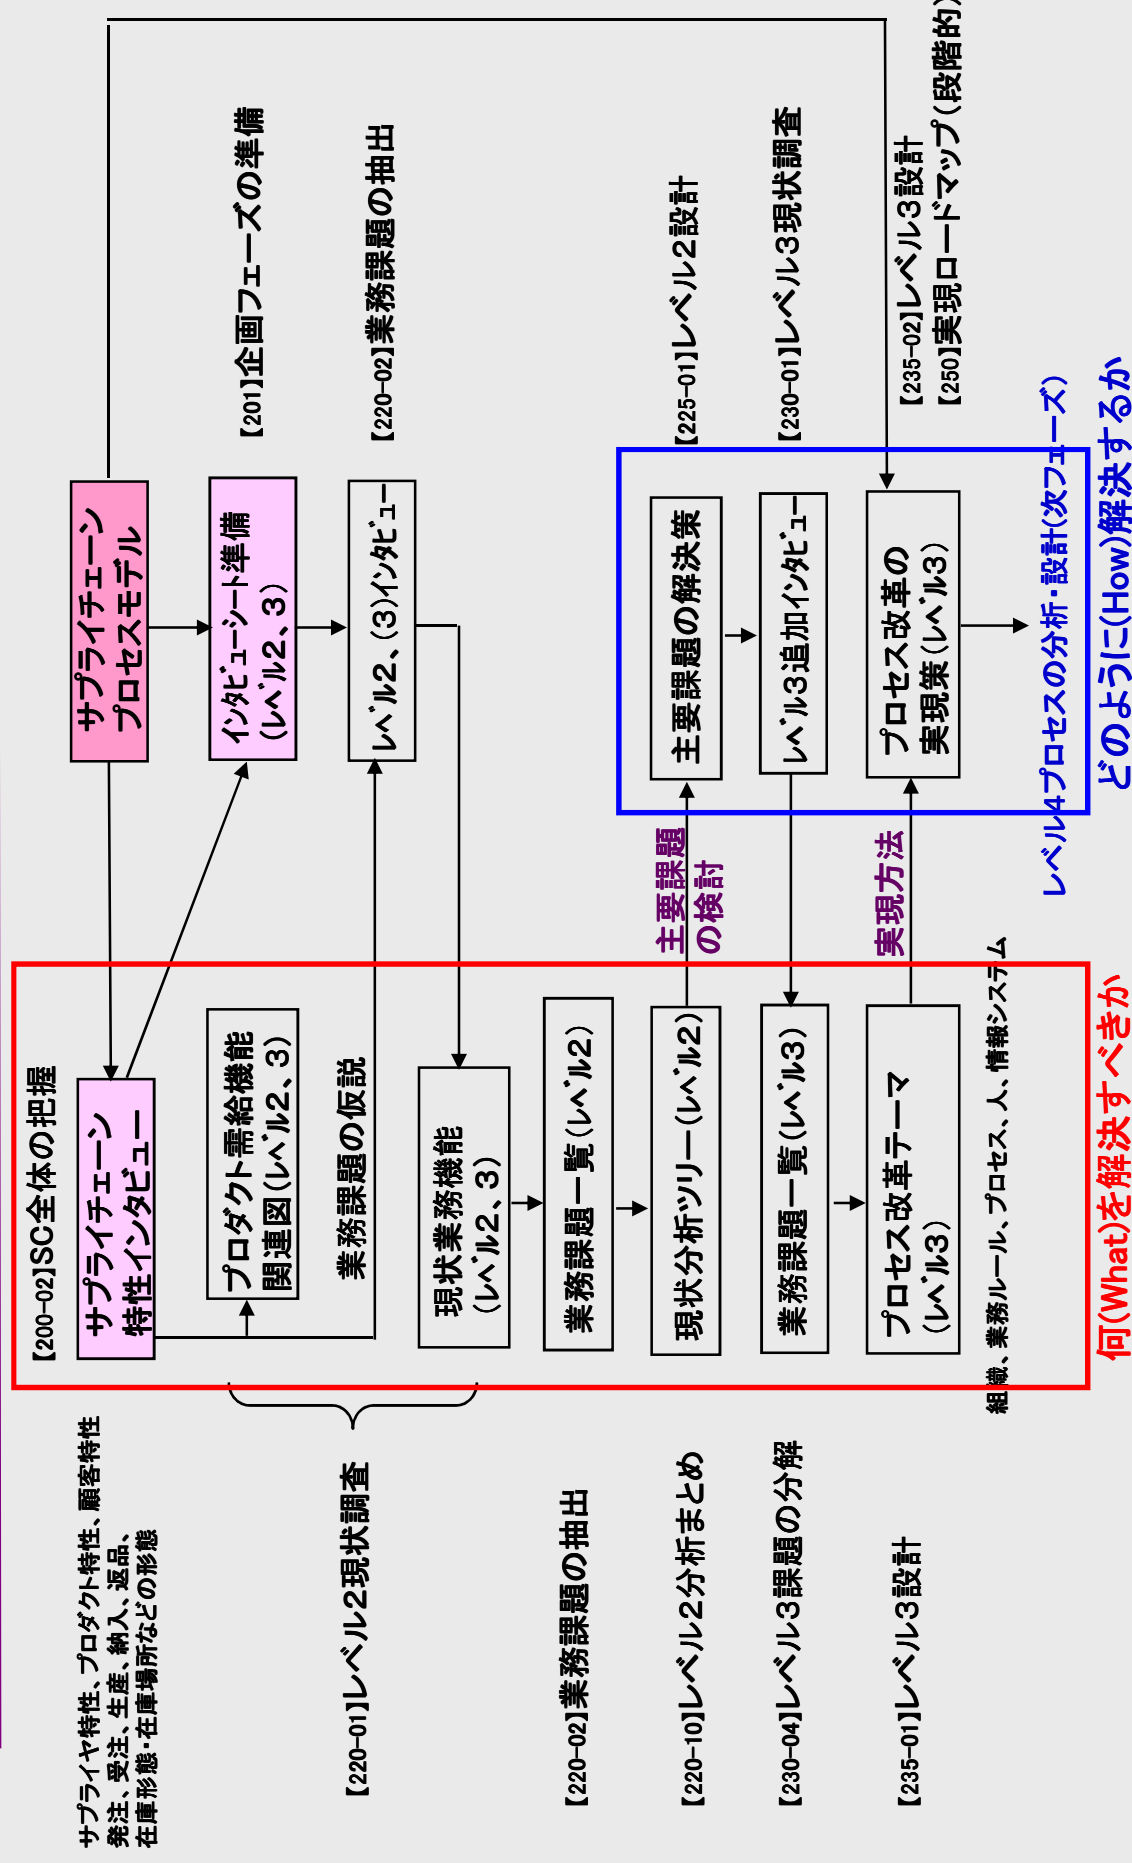 サプライヤ特性、プロダクト特性、顧客特性
発注、受注、生産、納入、返品、
在庫形態・在庫場所などの形態
【200-02】SC全体の把握
サプライチェーン
特性インタビュー
サプライチェーン
プロセスモデル
プロダクト需給機能
関連図(レベル2、3)
インタビューシート準備
(レベル2、3)
【201】企画フェーズの準備
【220-01】レベル2現状調査
業務課題の仮説
レベル2、(3)インタビュー
【220-02】業務課題の抽出
現状業務機能
(レベル2、3)
【220-02】業務課題の抽出
業務課題一覧(レベル2)
【220-10】レベル2分析まとめ
現状分析ツリー(レベル2)
主要課題
の検討
主要課題の解決策
【225-01】レベル2設計
【230-04】レベル3課題の分解
業務課題一覧(レベル3)
レベル3追加インタビュー
【230-01】レベル3現状調査
【235-01】レベル3設計
プロセス改革テーマ
(レベル3)
実現方法
プロセス改革の
実現策(レベル3)
【235-02】レベル3設計
【250】実現ロードマップ(段階的)
組織、業務ルール、プロセス、人、情報システム
レベル4プロセスの分析・設計(次フェーズ)
何(What)を解決すべきか
どのように(How)解決するか